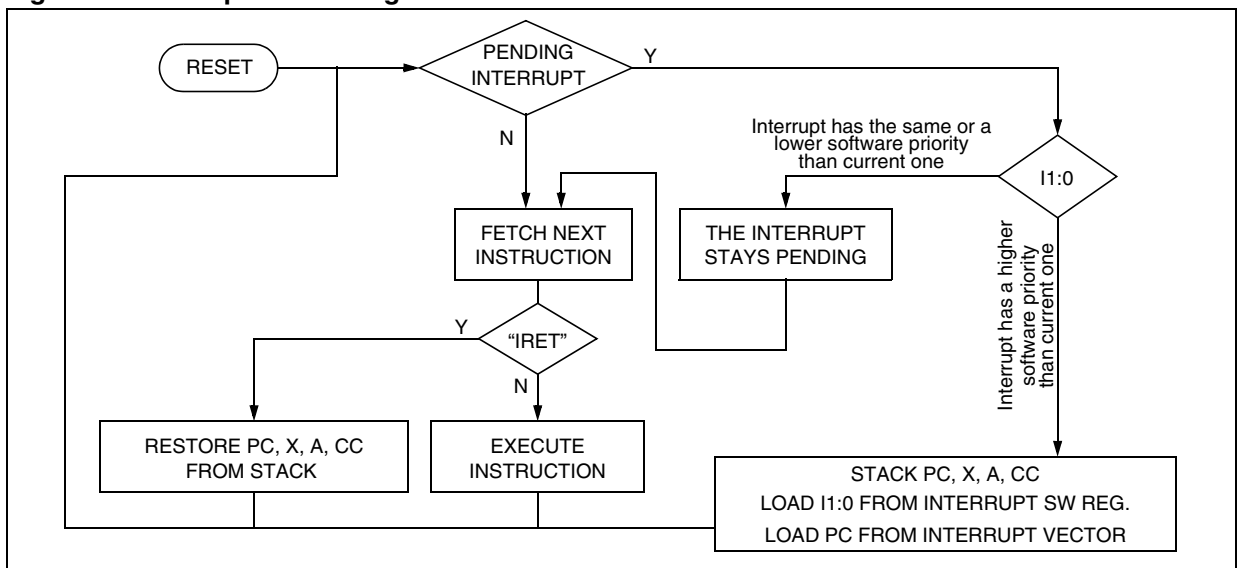 RESET
PENDING
INTERRUPT
Y
N
Interrupt has the same or a
lower software priority
than current one
I1:0
FETCH NEXT
INSTRUCTION
THE INTERRUPT
STAYS PENDING
Interrupt has a higher
software priority
than current one
Y
“IRET”
N
RESTORE PC, X, A, CC
FROM STACK
EXECUTE
INSTRUCTION
STACK PC, X, A, CC
LOAD I1:0 FROM INTERRUPT SW REG.
LOAD PC FROM INTERRUPT VECTOR